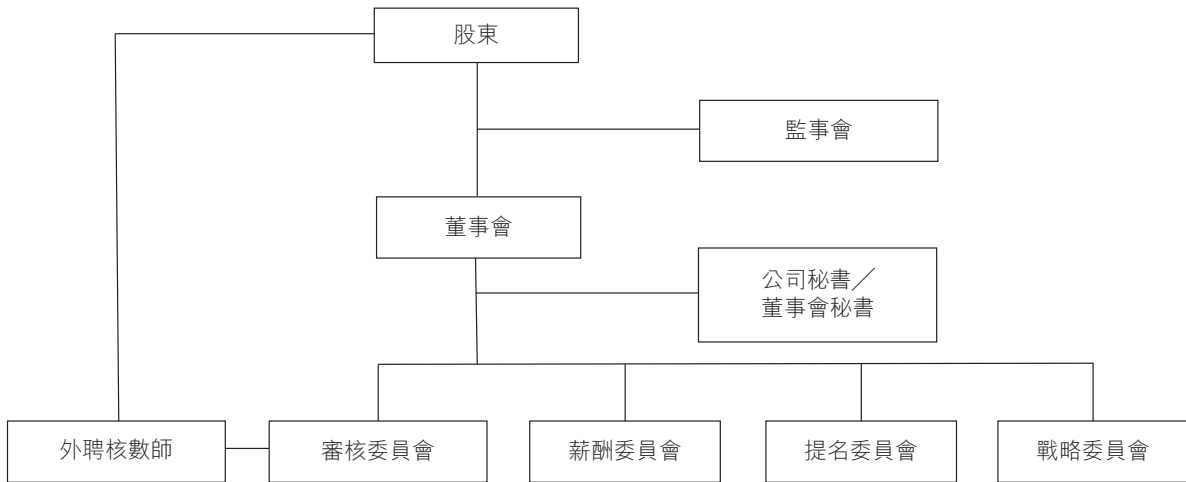 股東
監事會
董事會
公司秘書╱
董事會秘書
外聘核數師
審核委員會
薪酬委員會
提名委員會
戰略委員會